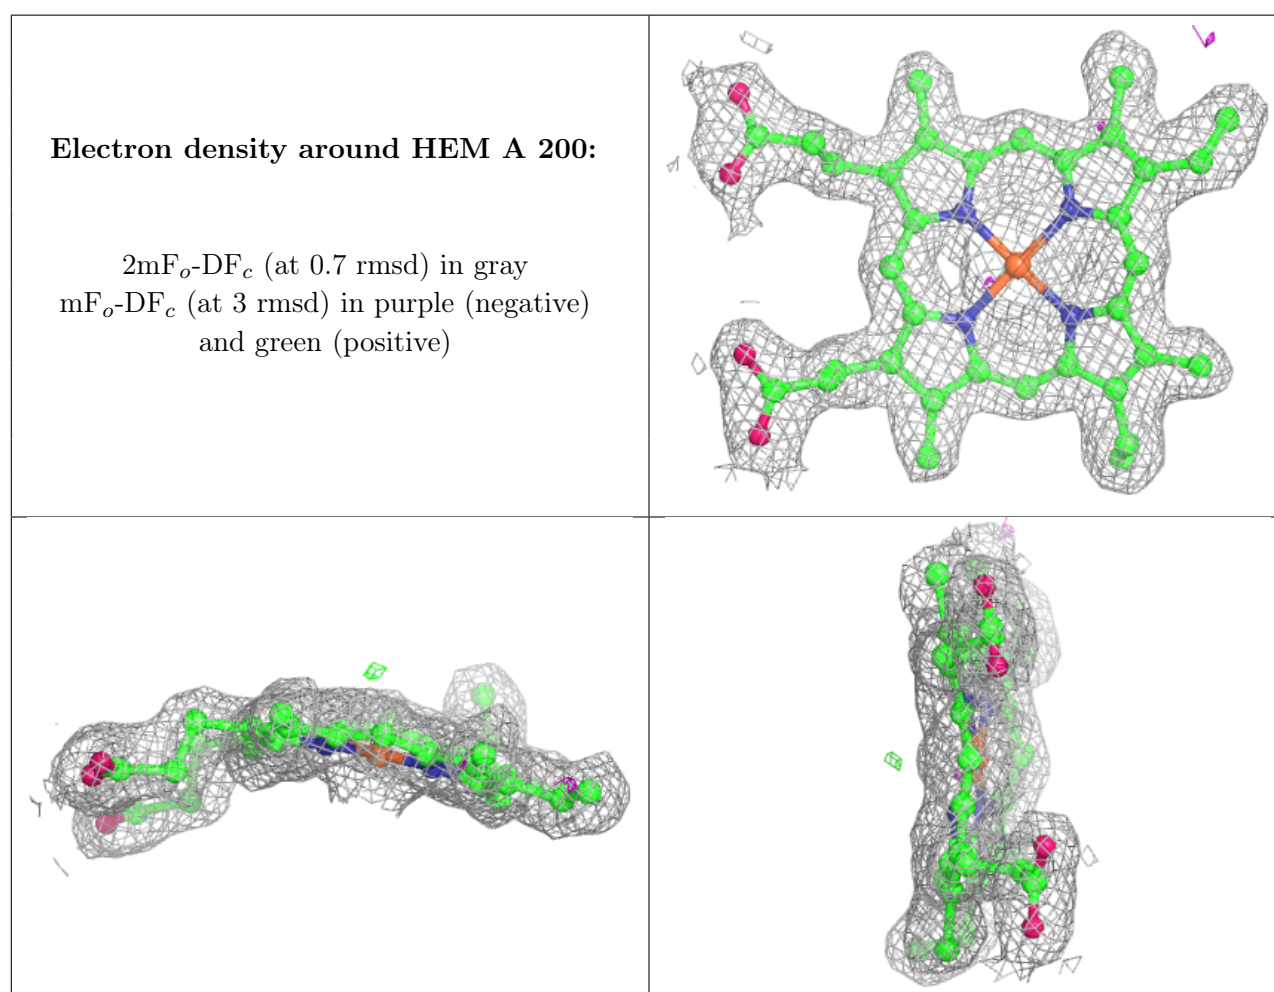 Electron density around HEM A 200:
2mFo-DFc (at 0.7 rmsd) in gray
mFo-DFc (at 3 rmsd) in purple (negative)
and green (positive)